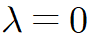 λ = 0